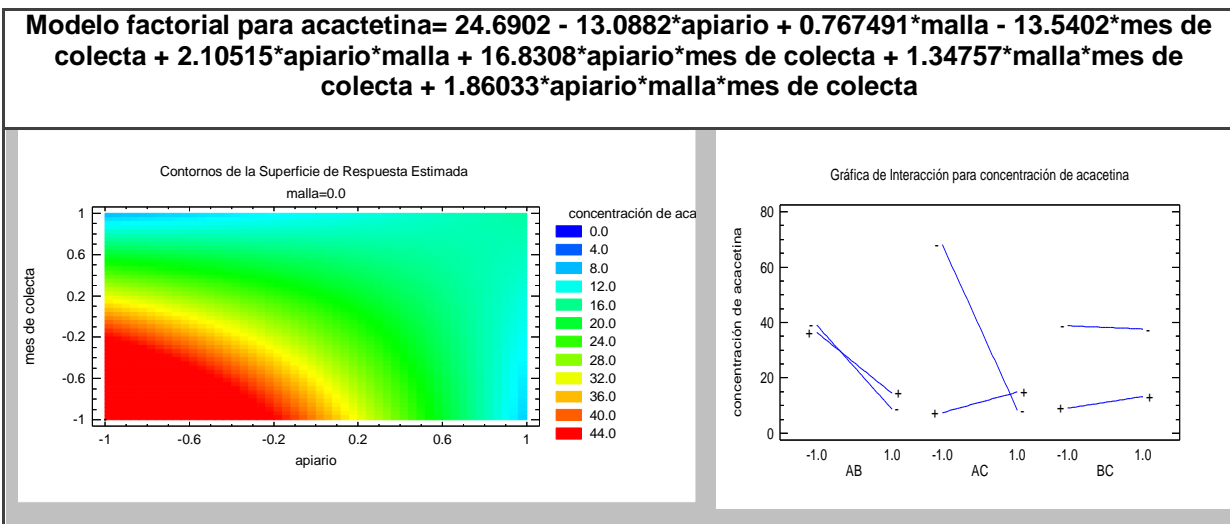 Modelo factorial para acactetina= 24.6902 - 13.0882*apiario + 0.767491*malla - 13.5402*mes de
colecta + 2.10515*apiario*malla + 16.8308*apiario*mes de colecta + 1.34757*malla*mes de
colecta + 1.86033*apiario*malla*mes de colecta
Contornos de la Superficie de Respuesta Estimada
malla=0.0
mes de colecta
1
0.6
0.2
-0.2
-0.6
-1
-1 -0.6 -0.2 0.2 0.6 1
apiario
concentración de aca
0.0
4.0
8.0
12.0
16.0
20.0
24.0
28.0
32.0
36.0
40.0
44.0
Gráfica de Interacción para concentración de acacetina
concentración de acacetina
80
60
40
20
0
- + + -
- + + -
- + - +
-1.0 1.0 -1.0 1.0 -1.0 1.0
AB AC BC